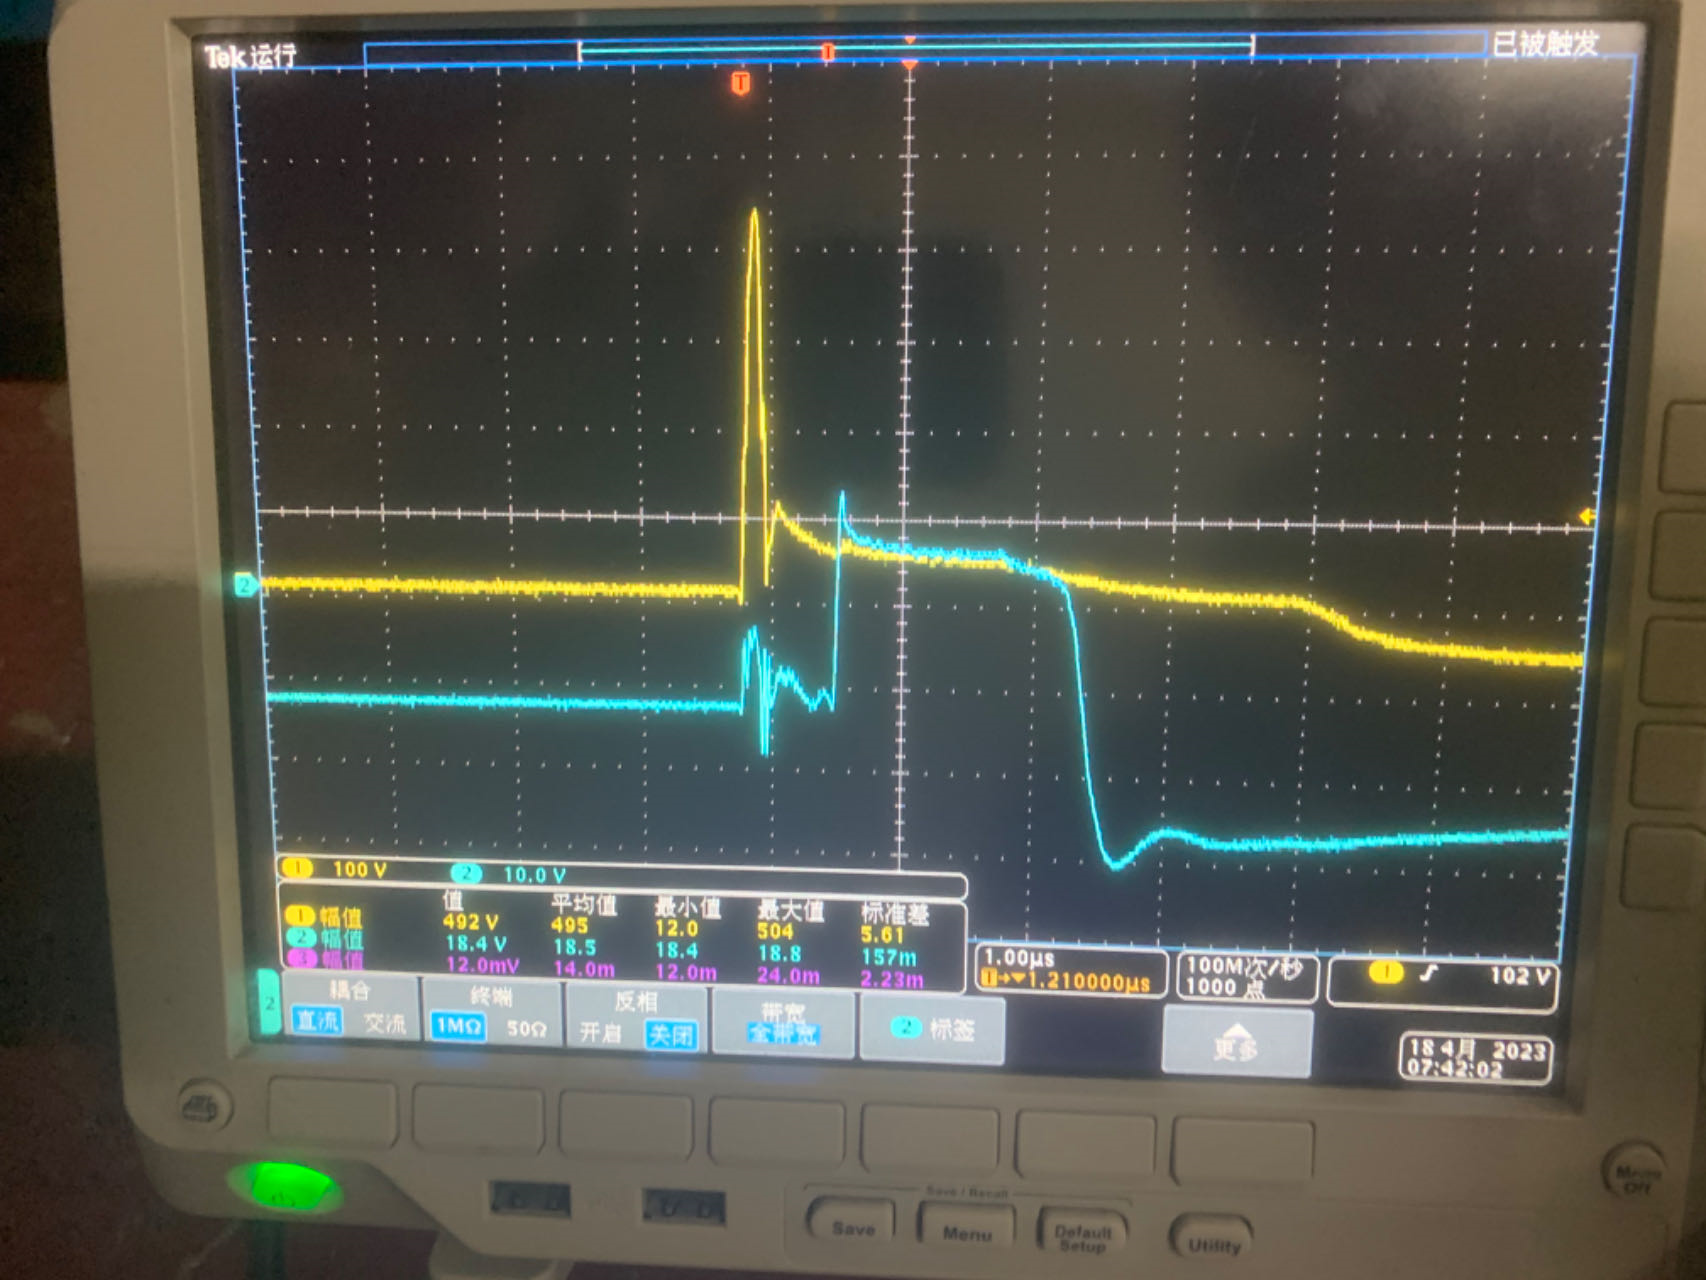 Tek 运行 T 已被触发
T
2
1 100 V 2 10.0 V
值 平均值 最小值 最大值 标准差
1 幅值 492 V 495 12.0 504 5.61
2 幅值 18.4 V 18.5 18.4 18.8 157m
3 幅值 12.0mV 14.0m 12.0m 24.0m 2.23m
1.00µs
T→▼1.210000µs
100M次/秒
1000 点
1 102 V
2
耦合
直流 交流
终端
1MΩ 50Ω
反相
开启 关闭
带宽
全带宽
2 标签
更多
18 4月 2023
07:42:02
Save / Recall
Save
Menu
Default
Setup
Utility
Menu
Off